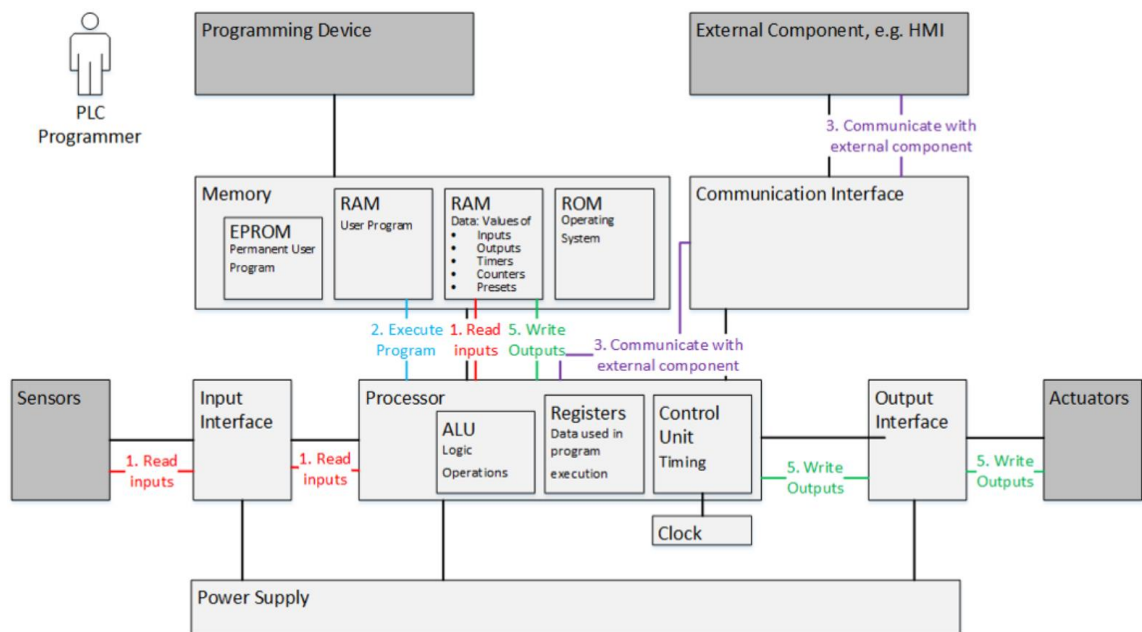 PLC
Programmer
Programming Device
External Component, e.g. HMI
3. Communicate with
external component
Memory
EPROM
Permanent User
Program
RAM
User Program
RAM
Data: Values of
• Inputs
• Outputs
• Timers
• Counters
• Presets
ROM
Operating
System
Communication Interface
2. Execute
Program
1. Read
inputs
5. Write
Outputs
3. Communicate with
external component
Sensors
1. Read
inputs
Input
Interface
1. Read
inputs
Processor
ALU
Logic
Operations
Registers
Data used in
program
execution
Control
Unit
Timing
Clock
5. Write
Outputs
Output
Interface
5. Write
Outputs
Actuators
Power Supply